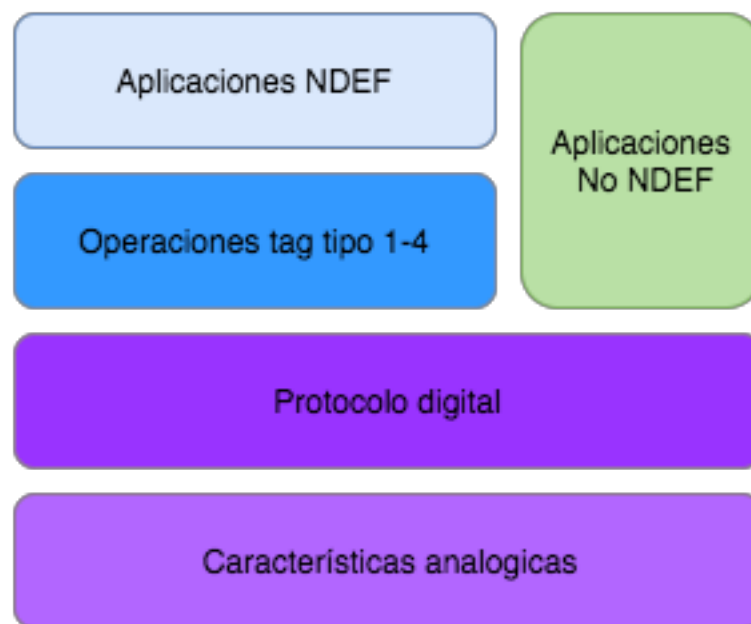 Aplicaciones NDEF
Aplicaciones
No NDEF
Operaciones tag tipo 1-4
Protocolo digital
Características analogicas